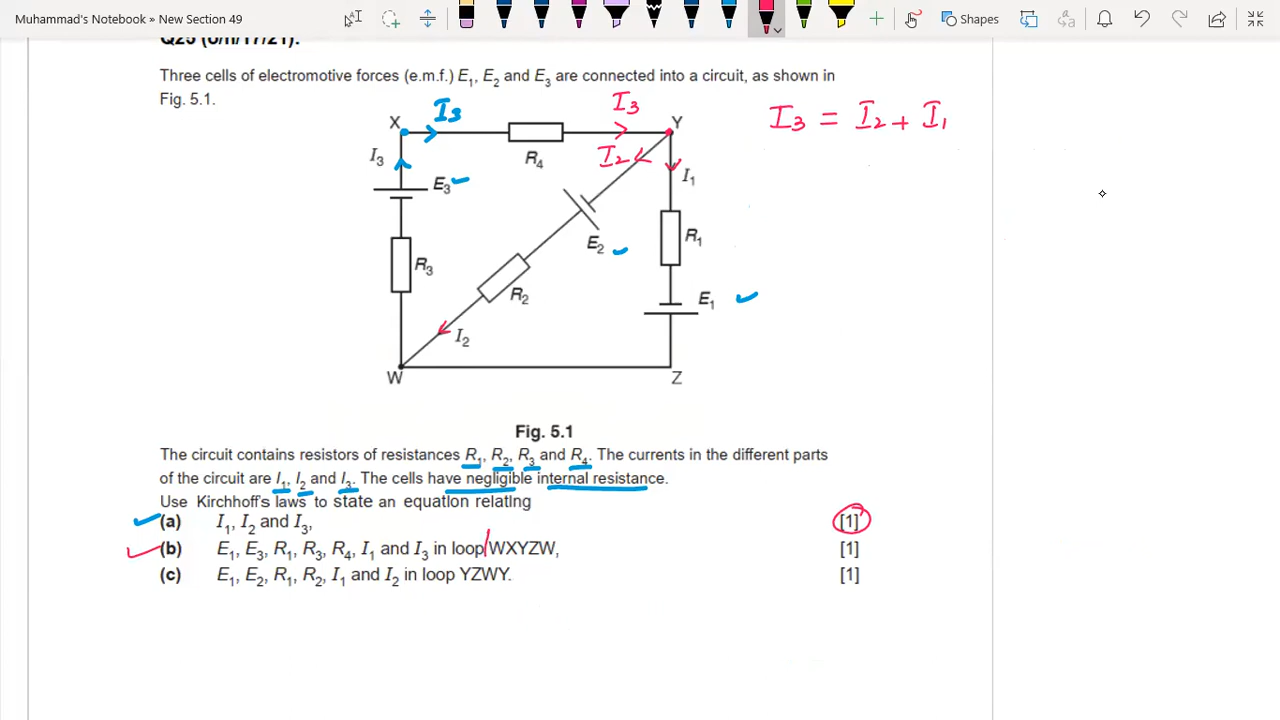 Muhammad's Notebook » New Section 49
Shapes
Three cells of electromotive forces (e.m.f.) E1, E2 and E3 are connected into a circuit, as shown in
Fig. 5.1.
I3 = I2 + I1
X
I3
I3
Y
I3
R4
I2
I1
E3
R3
E2
R2
R1
E1
I2
W
Z
Fig. 5.1
The circuit contains resistors of resistances R1, R2, R3 and R4. The currents in the different parts
of the circuit are I1, I2 and I3. The cells have negligible internal resistance.
Use Kirchhoff's laws to state an equation relating
(a) I1, I2 and I3, [1]
(b) E1, E3, R1, R3, R4, I1 and I3 in loop WXYZW, [1]
(c) E1, E2, R1, R2, I1 and I2 in loop YZWY. [1]